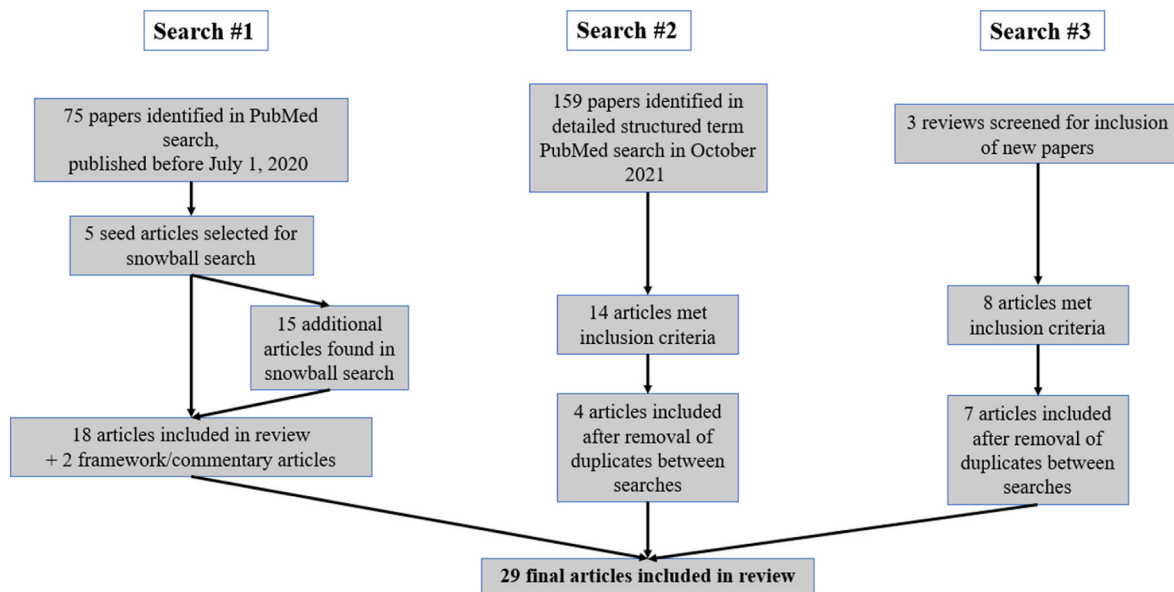 Search #1
75 papers identified in PubMed
search,
published before July 1, 2020
5 seed articles selected for
snowball search
15 additional
articles found in
snowball search
18 articles included in review
+ 2 framework/commentary articles
Search #2
159 papers identified in
detailed structured term
PubMed search in October
2021
14 articles met
inclusion criteria
4 articles included
after removal of
duplicates between
searches
Search #3
3 reviews screened for inclusion
of new papers
8 articles met
inclusion criteria
7 articles included
after removal of
duplicates between
searches
29 final articles included in review